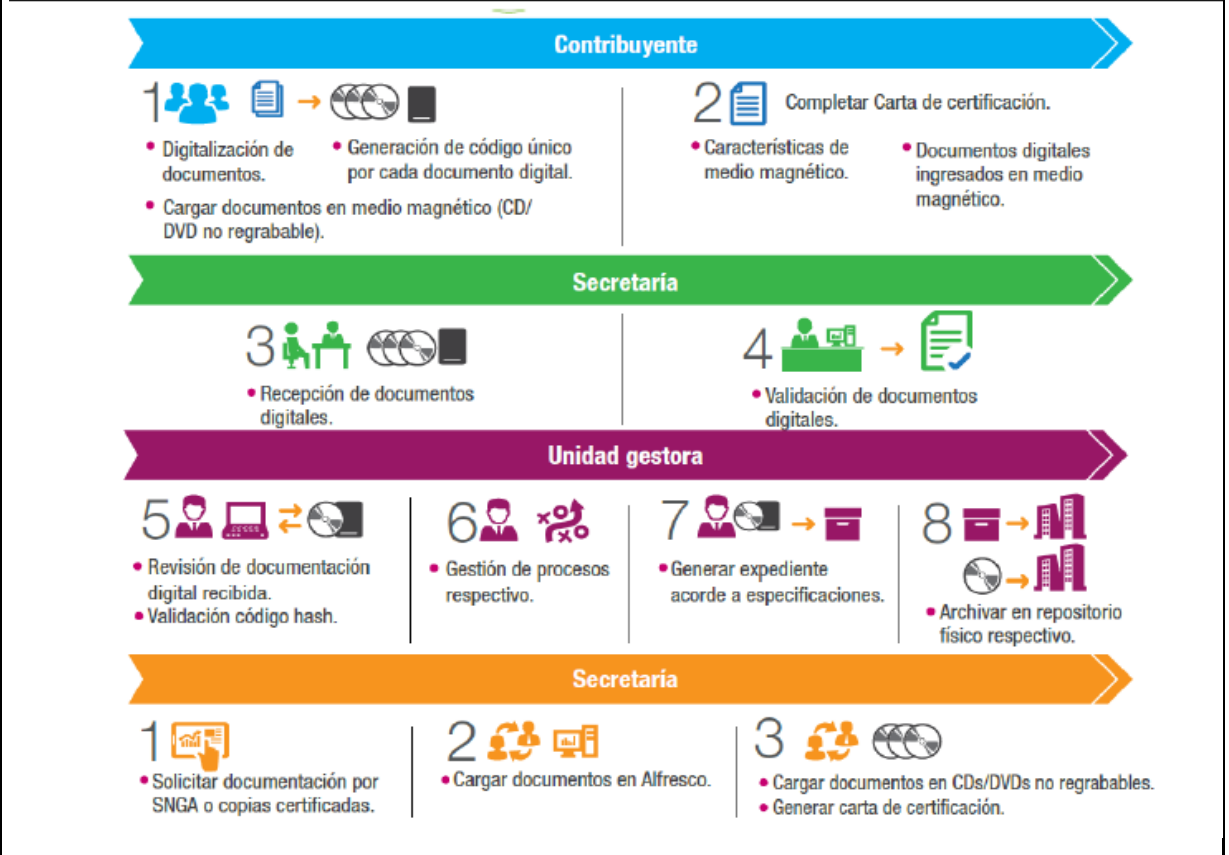 Contribuyente
1
• Digitalización de
documentos.
• Generación de código único
por cada documento digital.
• Cargar documentos en medio magnético (CD/
DVD no regrabable).
2 Completar Carta de certificación.
• Características de
medio magnético.
• Documentos digitales
ingresados en medio
magnético.
Secretaría
3
• Recepción de documentos
digitales.
4
• Validación de documentos
digitales.
Unidad gestora
5
• Revisión de documentación
digital recibida.
• Validación código hash.
6
• Gestión de procesos
respectivo.
7
• Generar expediente
acorde a especificaciones.
8
• Archivar en repositorio
físico respectivo.
Secretaría
1
• Solicitar documentación por
SNGA o copias certificadas.
2
• Cargar documentos en Alfresco.
3
• Cargar documentos en CDs/DVDs no regrabables.
• Generar carta de certificación.